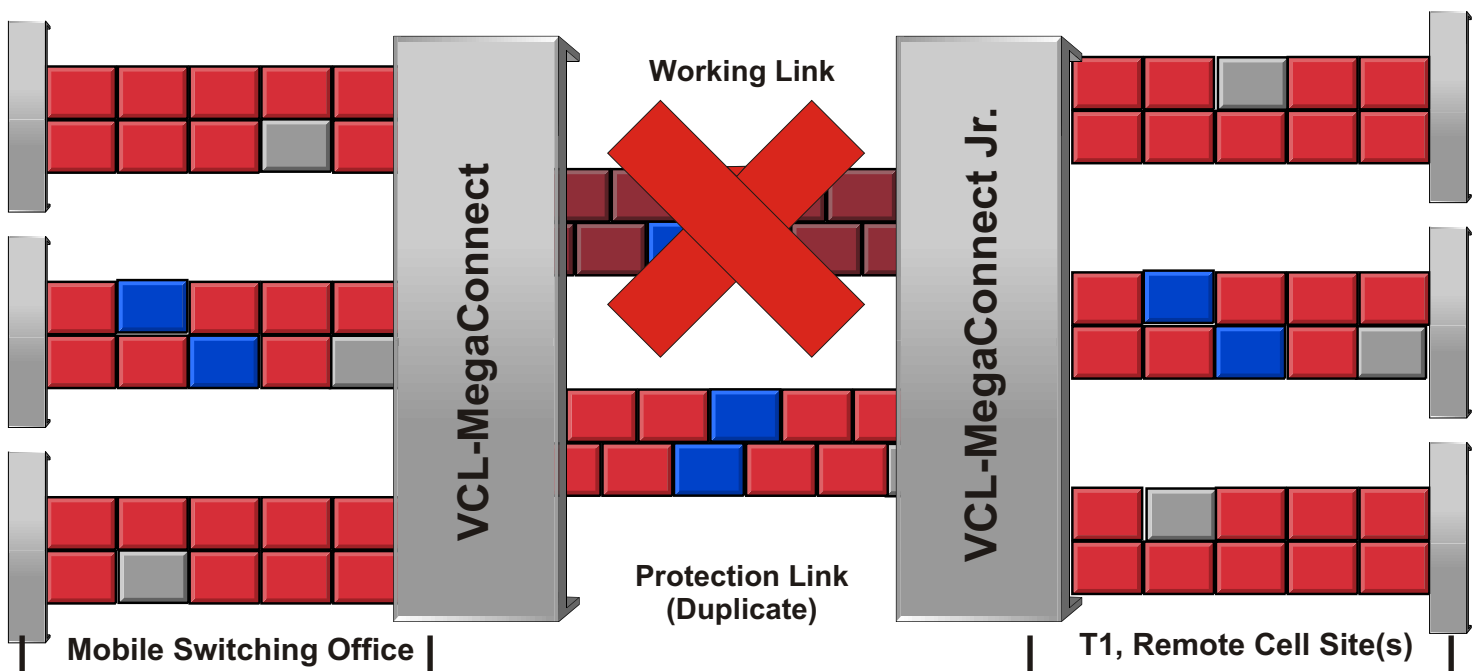 Working Link
VCL-MegaConnect
VCL-MegaConnect Jr.
Protection Link
(Duplicate)
Mobile Switching Office
T1, Remote Cell Site(s)